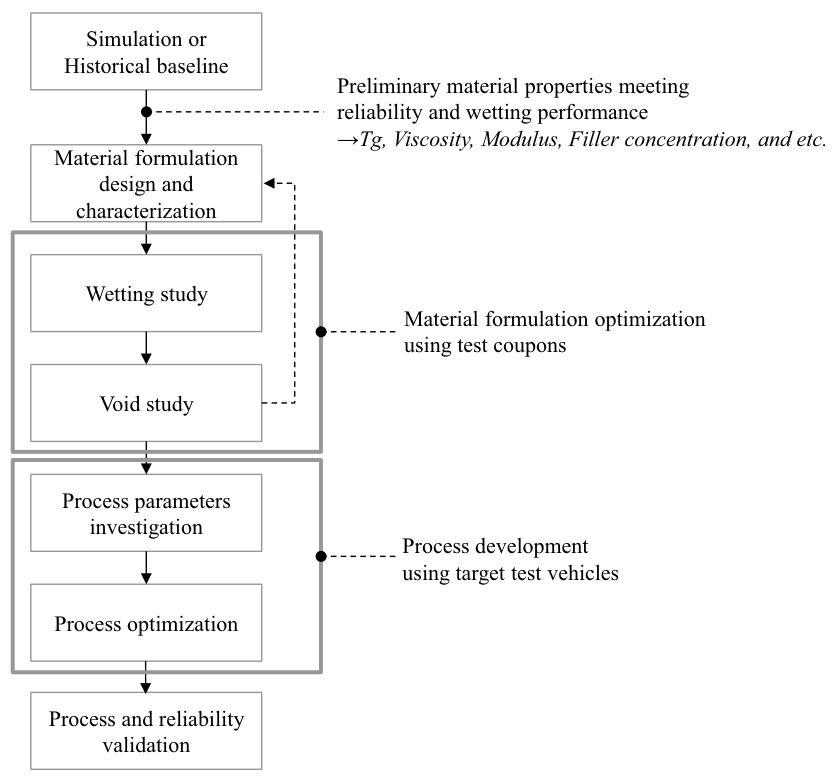 Simulation or
Historical baseline
Preliminary material properties meeting
reliability and wetting performance
→Tg, Viscosity, Modulus, Filler concentration, and etc.
Material formulation
design and
characterization
Wetting study
Material formulation optimization
using test coupons
Void study
Process parameters
investigation
Process development
using target test vehicles
Process optimization
Process and reliability
validation